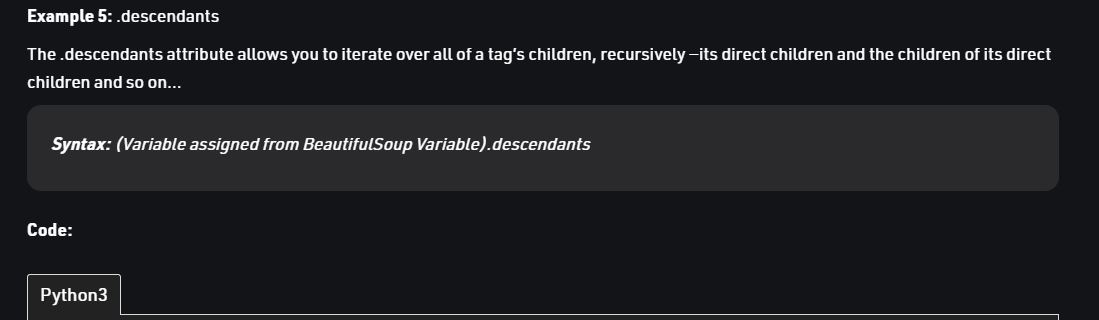 Example 5: .descendants
The .descendants attribute allows you to iterate over all of a tag's children, recursively –its direct children and the children of its direct
children and so on...
Syntax: (Variable assigned from BeautifulSoup Variable).descendants
Code:
Python3